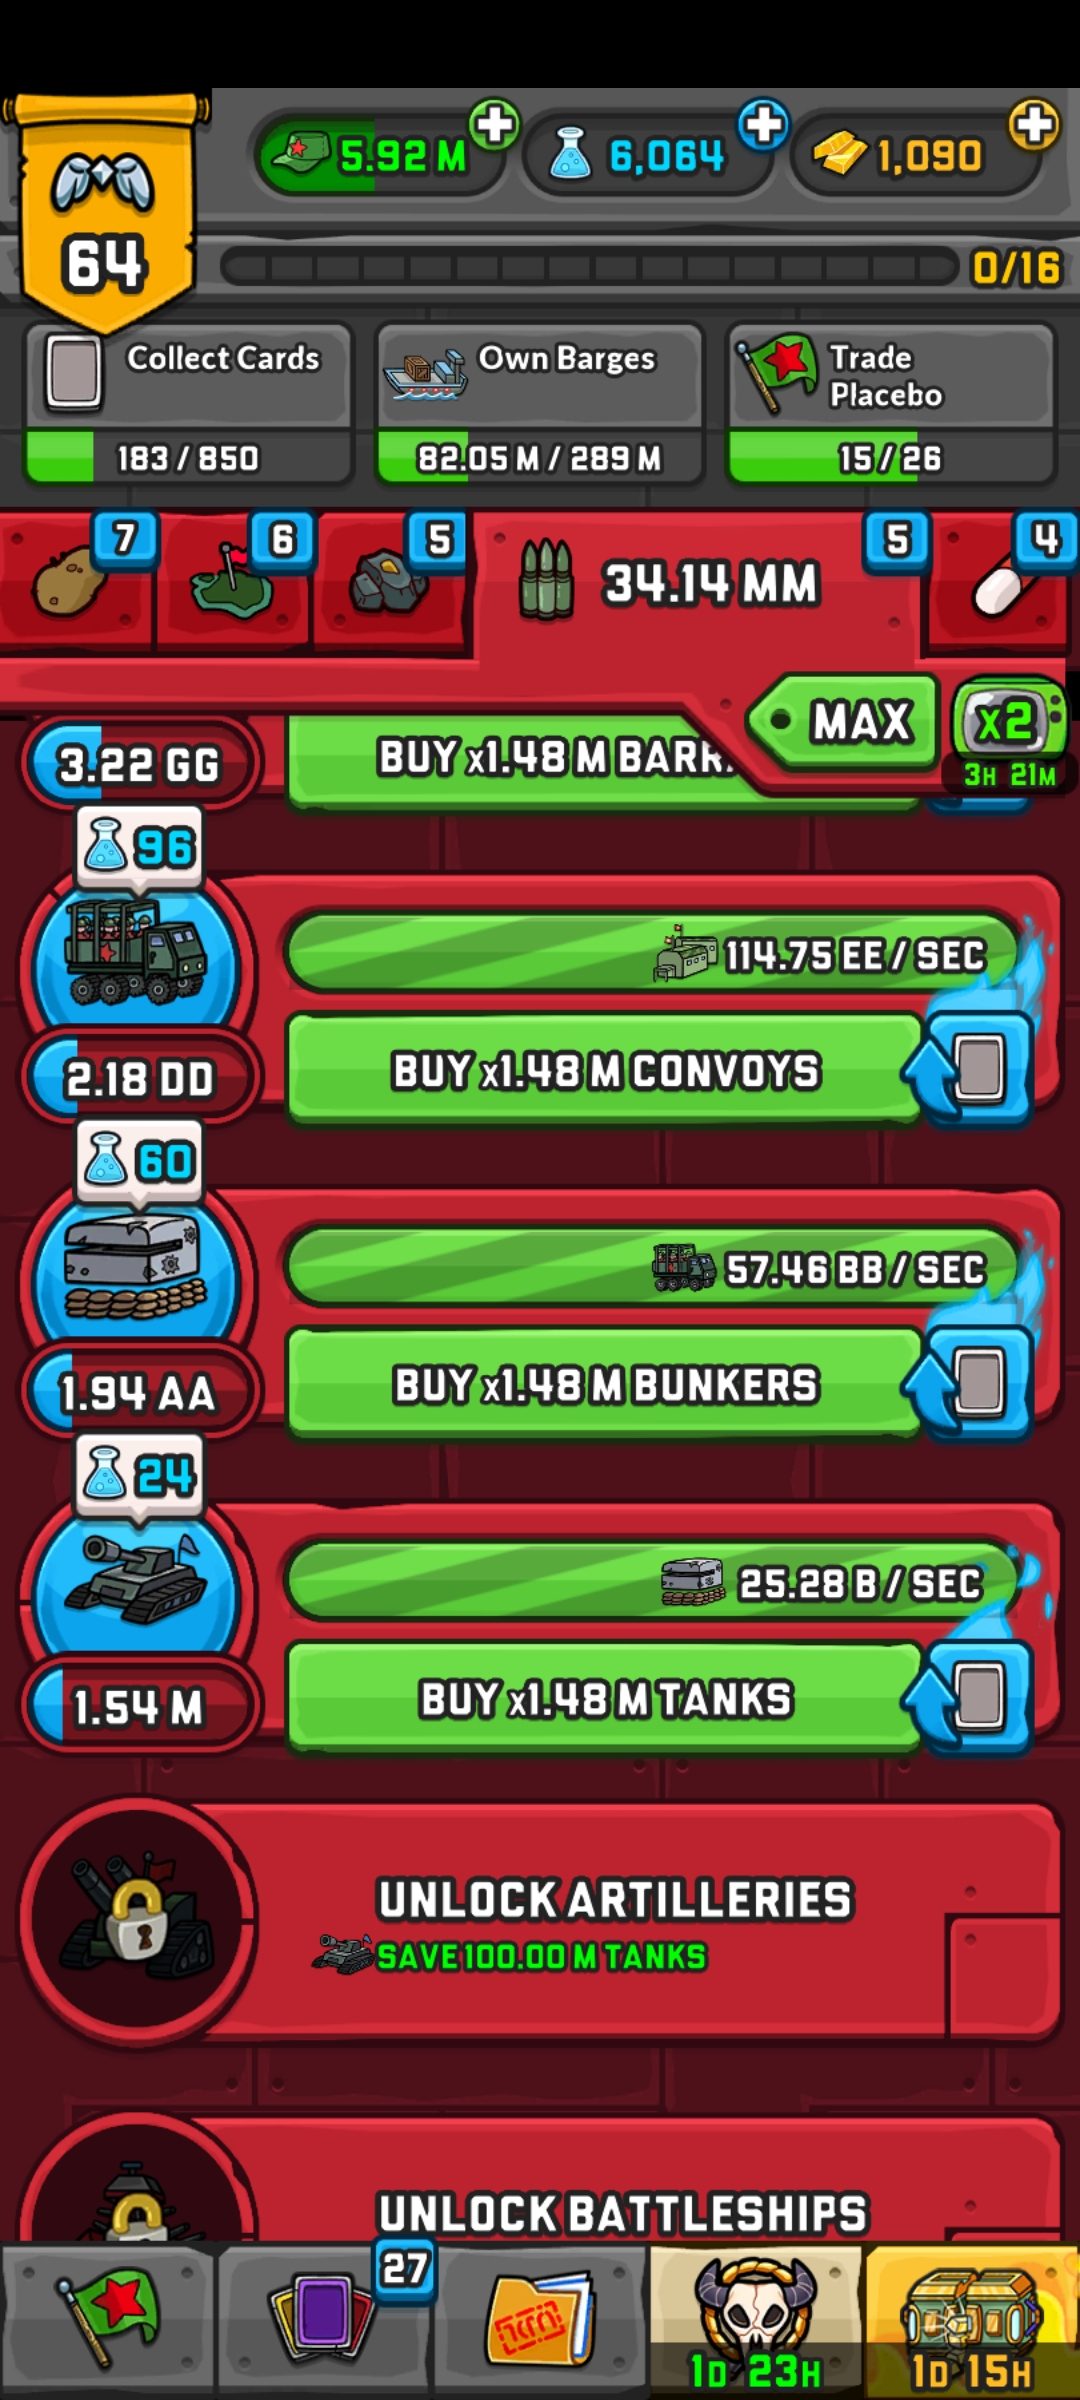 5.92 M
6,064
1,090
64
0/16
Collect Cards
183 / 850
Own Barges
82.05 M / 289 M
Trade
Placebo
15 / 26
7
6
5
34.14 MM
5
4
MAX
x2
3H 21M
3.22 GG
BUY x1.48 M BARR
96
114.75 EE / SEC
BUY x1.48 M CONVOYS
2.18 DD
60
57.46 BB / SEC
BUY x1.48 M BUNKERS
1.94 AA
24
25.28 B / SEC
BUY x1.48 M TANKS
1.54 M
UNLOCK ARTILLERIES
SAVE 100.00 M TANKS
UNLOCK BATTLESHIPS
27
1D 23H
1D 15H